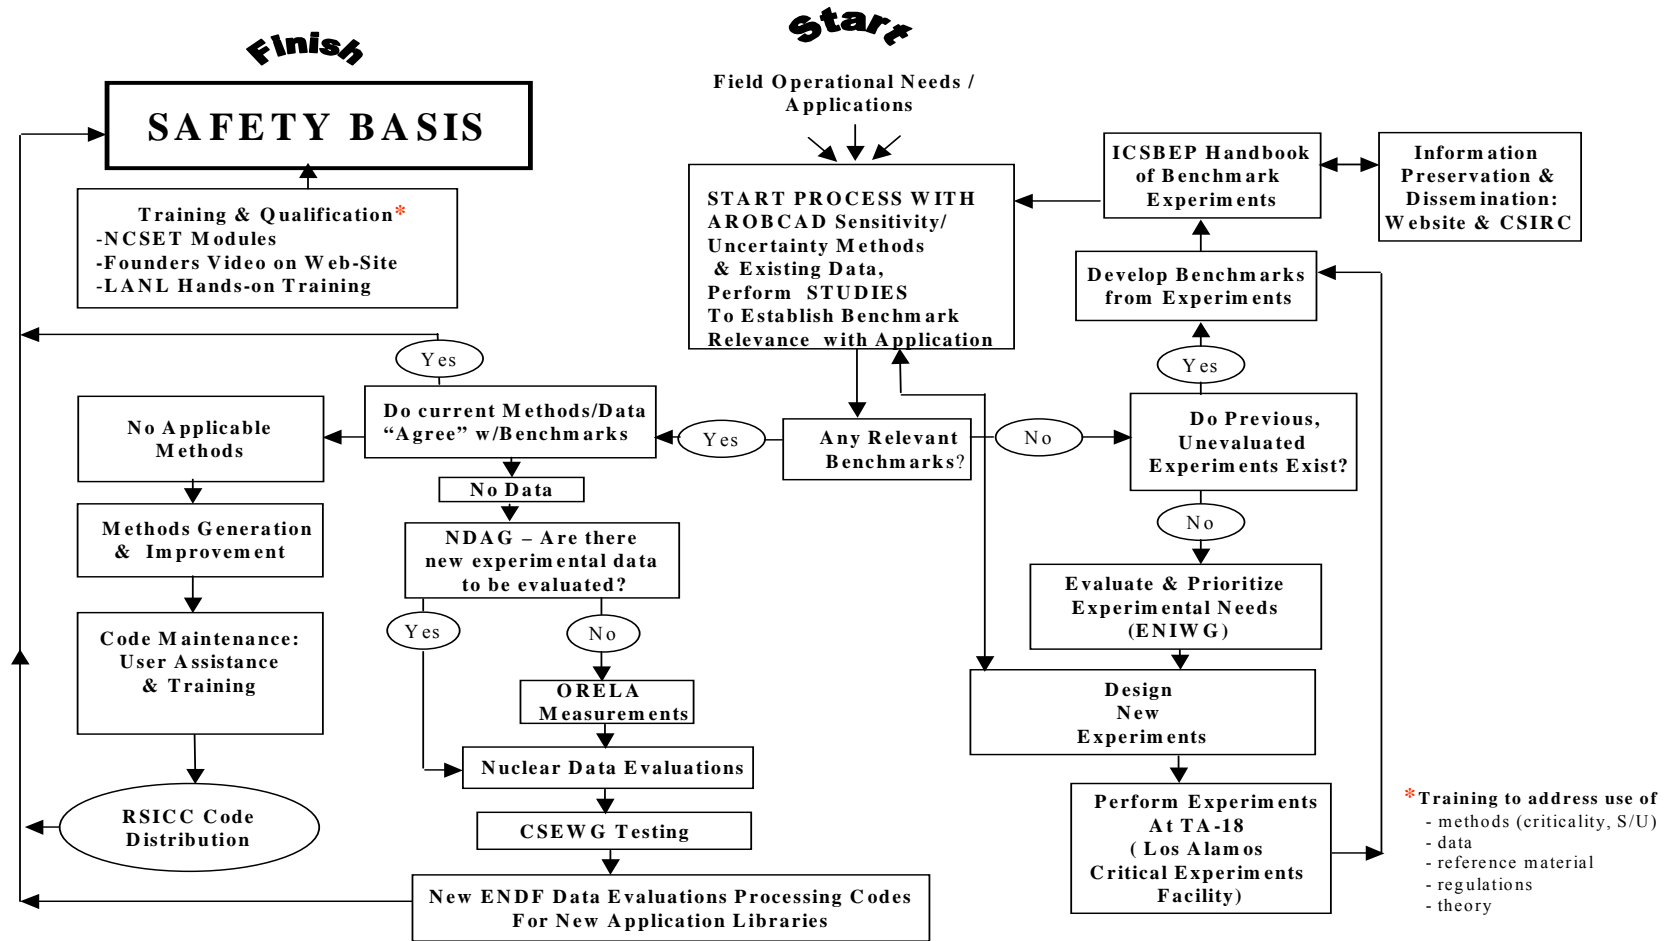 Finish
SAFETY BASIS
Training & Qualification*
-NCSET Modules
-Founders Video on Web-Site
-LANL Hands-on Training
Start
Field Operational Needs /
Applications
START PROCESS WITH
AROBCAD Sensitivity/
Uncertainty Methods
& Existing Data,
Perform STUDIES
To Establish Benchmark
Relevance with Application
ICSBEP Handbook
of Benchmark
Experiments
Information
Preservation &
Dissemination:
Website & CSIRC
Develop Benchmarks
from Experiments
Yes
Yes
Do current Methods/Data
“Agree” w/Benchmarks
Yes
Any Relevant
Benchmarks?
No
Do Previous,
Unevaluated
Experiments Exist?
No Applicable
Methods
No Data
No
Methods Generation
& Improvement
NDAG – Are there
new experimental data
to be evaluated?
Evaluate & Prioritize
Experimental Needs
(ENIWG)
Code Maintenance:
User Assistance
& Training
Yes
No
ORELA
Measurements
Design
New
Experiments
Nuclear Data Evaluations
RSICC Code
Distribution
CSEWG Testing
Perform Experiments
At TA-18
( Los Alamos
Critical Experiments
Facility)
New ENDF Data Evaluations Processing Codes
For New Application Libraries
*Training to address use of
- methods (criticality, S/U)
- data
- reference material
- regulations
- theory